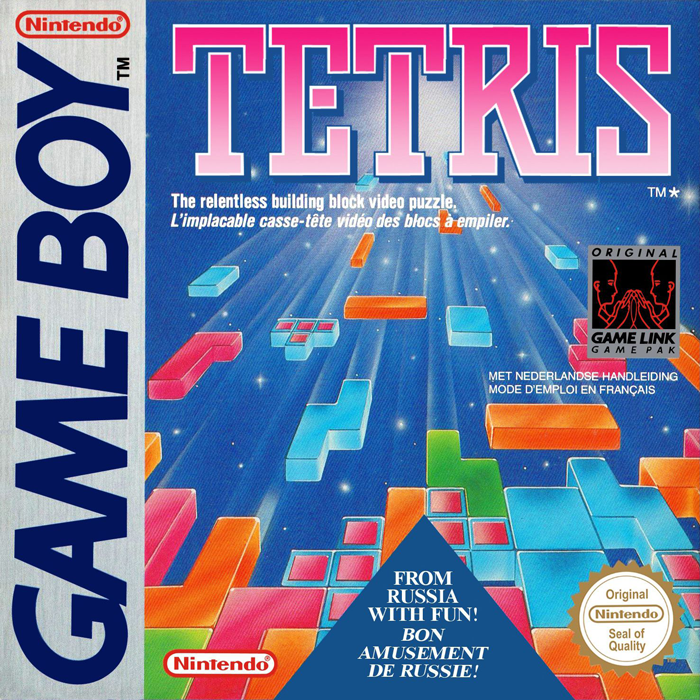 Nintendo®
GAME BOY™
TETRIS
TM*
The relentless building block video puzzle.
L'implacable casse-tête vidéo des blocs à empiler.
ORIGINAL
GAME LINK
GAME PAK
MET NEDERLANDSE HANDLEIDING
MODE D'EMPLOI EN FRANÇAIS
FROM
RUSSIA
WITH FUN!
BON
AMUSEMENT
DE RUSSIE!
Nintendo®
Original
Nintendo
Seal of
Quality